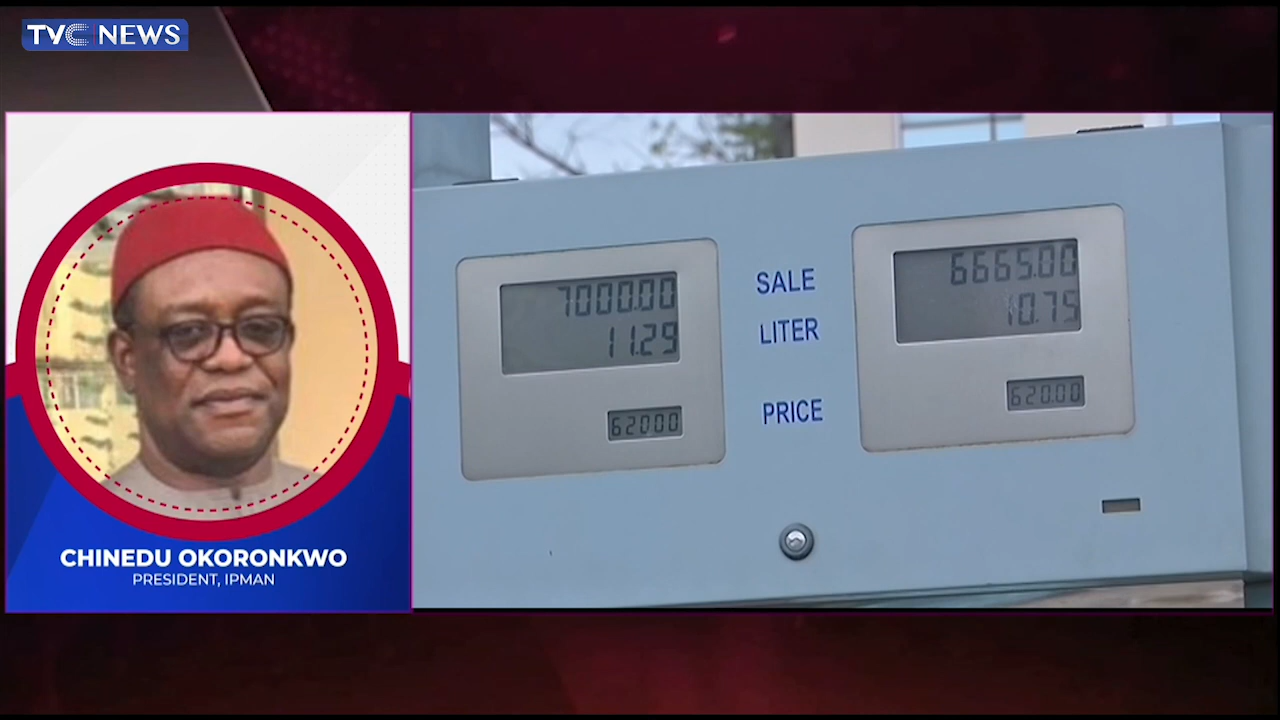 TVC NEWS
CHINEDU OKORONKWO
PRESIDENT, IPMAN
7000.00
11.29
620.00
SALE
LITER
PRICE
6665.00
10.75
620.00